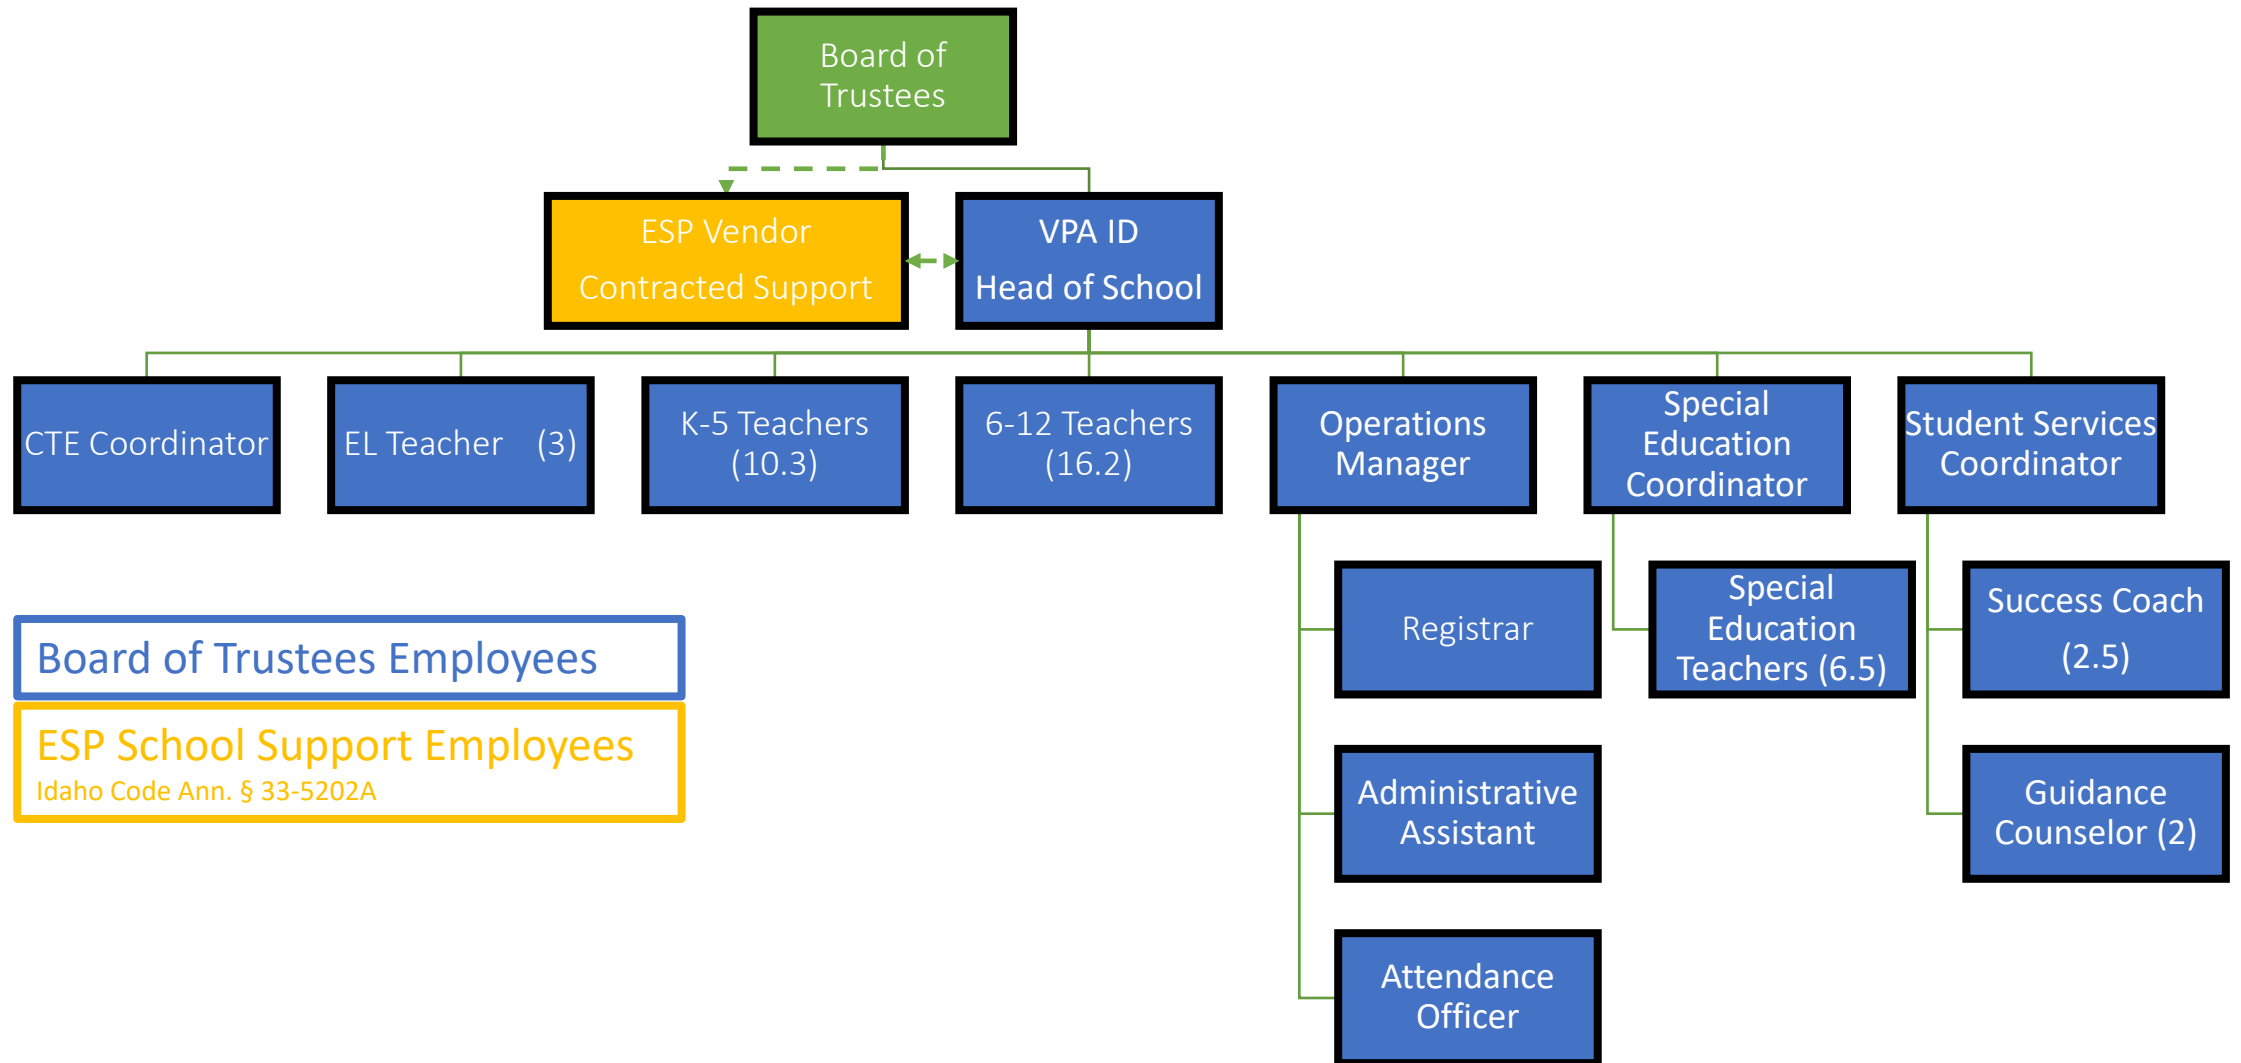 Board of
Trustees
ESP Vendor
Contracted Support
VPA ID
Head of School
CTE Coordinator
EL Teacher (3)
K-5 Teachers
(10.3)
6-12 Teachers
(16.2)
Operations
Manager
Special
Education
Coordinator
Student Services
Coordinator
Registrar
Special
Education
Teachers (6.5)
Success Coach
(2.5)
Administrative
Assistant
Guidance
Counselor (2)
Attendance
Officer
Board of Trustees Employees
ESP School Support Employees
Idaho Code Ann. § 33-5202A